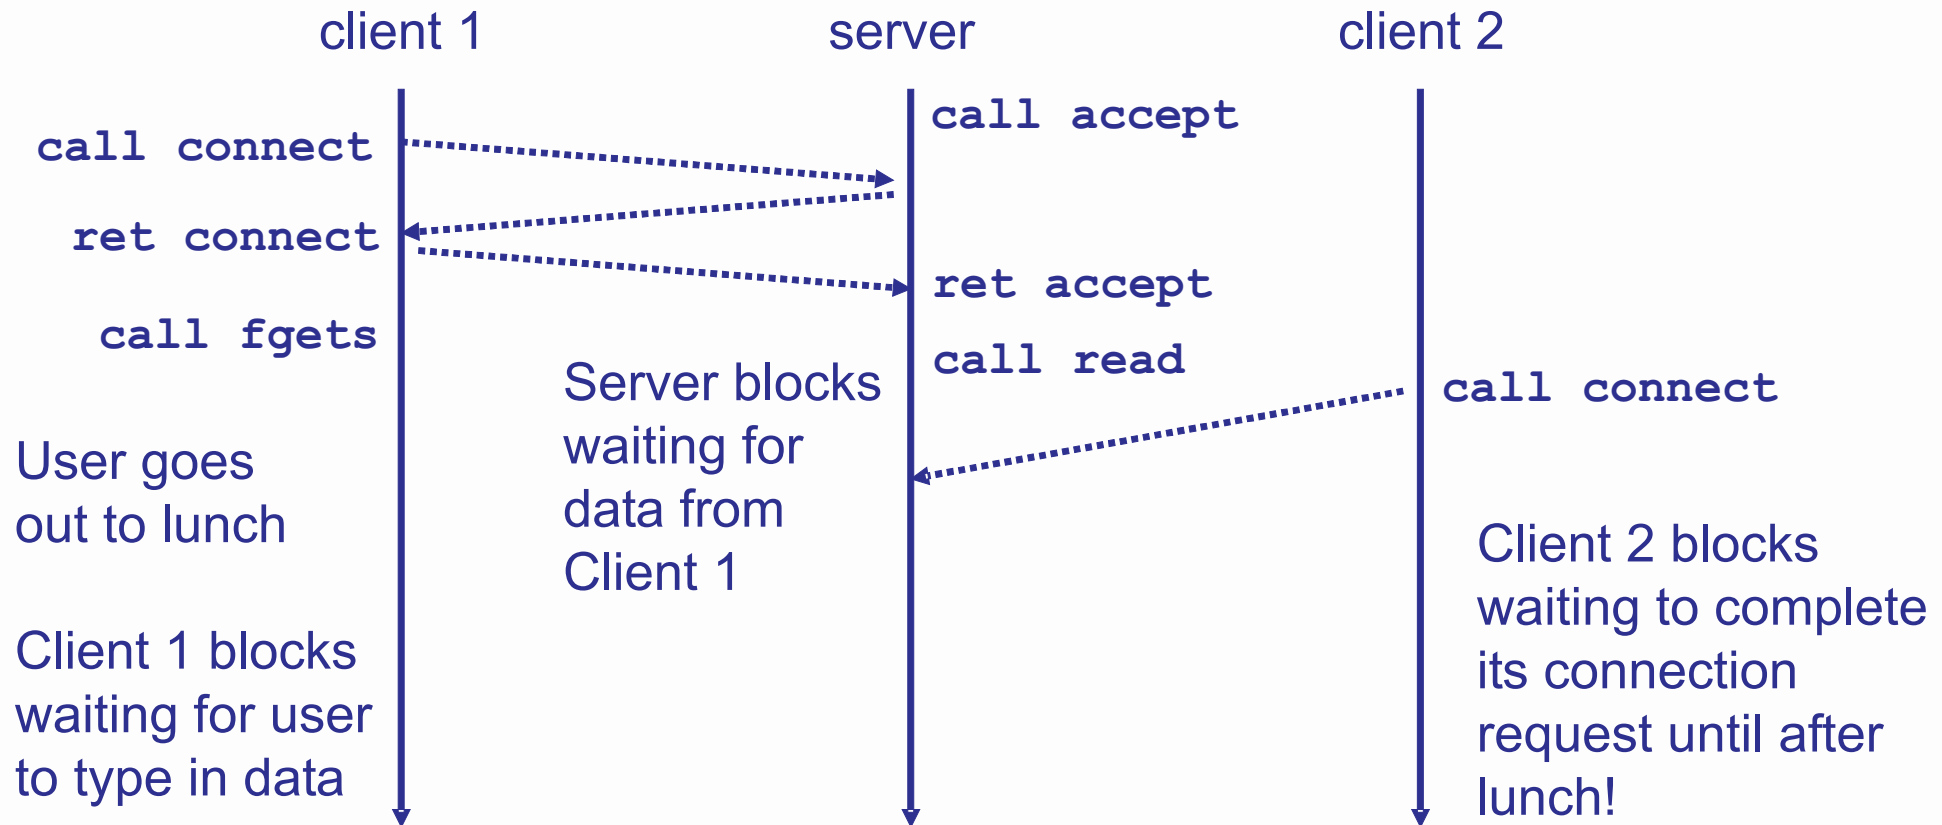 client 1
server
client 2
call accept
call connect
ret connect
ret accept
call fgets
call read
call connect
Server blocks
waiting for
data from
Client 1
User goes
out to lunch
Client 1 blocks
waiting for user
to type in data
Client 2 blocks
waiting to complete
its connection
request until after
lunch!